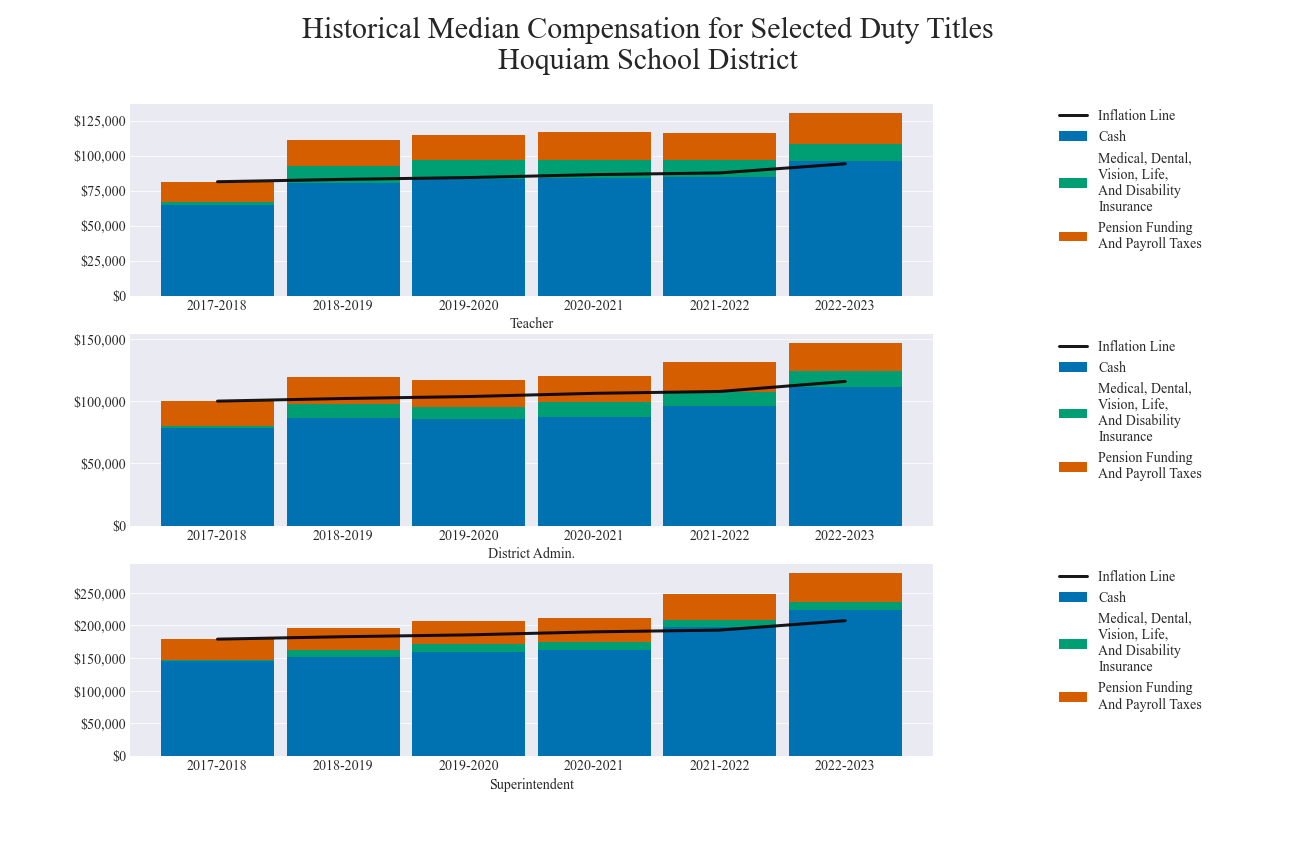 Historical Median Compensation for Selected Duty Titles
Hoquiam School District
$125,000
$100,000
$75,000
$50,000
$25,000
$0
2017-2018 2018-2019 2019-2020 2020-2021 2021-2022 2022-2023
Teacher
Inflation Line
Cash
Medical, Dental,
Vision, Life,
And Disability
Insurance
Pension Funding
And Payroll Taxes
$150,000
$100,000
$50,000
$0
2017-2018 2018-2019 2019-2020 2020-2021 2021-2022 2022-2023
District Admin.
Inflation Line
Cash
Medical, Dental,
Vision, Life,
And Disability
Insurance
Pension Funding
And Payroll Taxes
$250,000
$200,000
$150,000
$100,000
$50,000
$0
2017-2018 2018-2019 2019-2020 2020-2021 2021-2022 2022-2023
Superintendent
Inflation Line
Cash
Medical, Dental,
Vision, Life,
And Disability
Insurance
Pension Funding
And Payroll Taxes